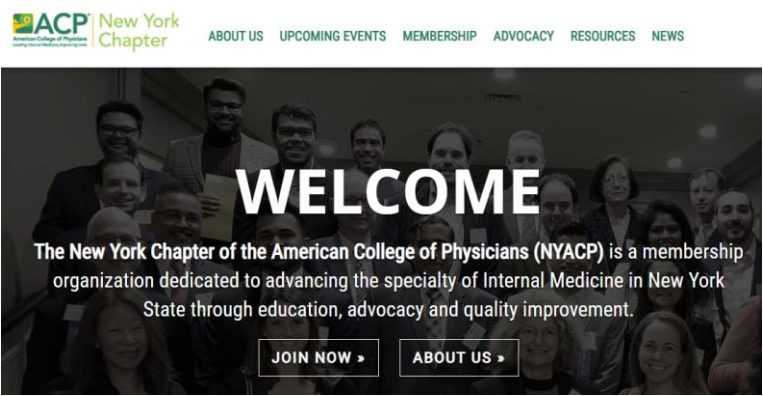 ACP
American College of Physicians
Leading Internal Medicine, Improving Lives
New York
Chapter
ABOUT US UPCOMING EVENTS MEMBERSHIP ADVOCACY RESOURCES NEWS
WELCOME
The New York Chapter of the American College of Physicians (NYACP) is a membership
organization dedicated to advancing the specialty of Internal Medicine in New York
State through education, advocacy and quality improvement.
JOIN NOW » ABOUT US »